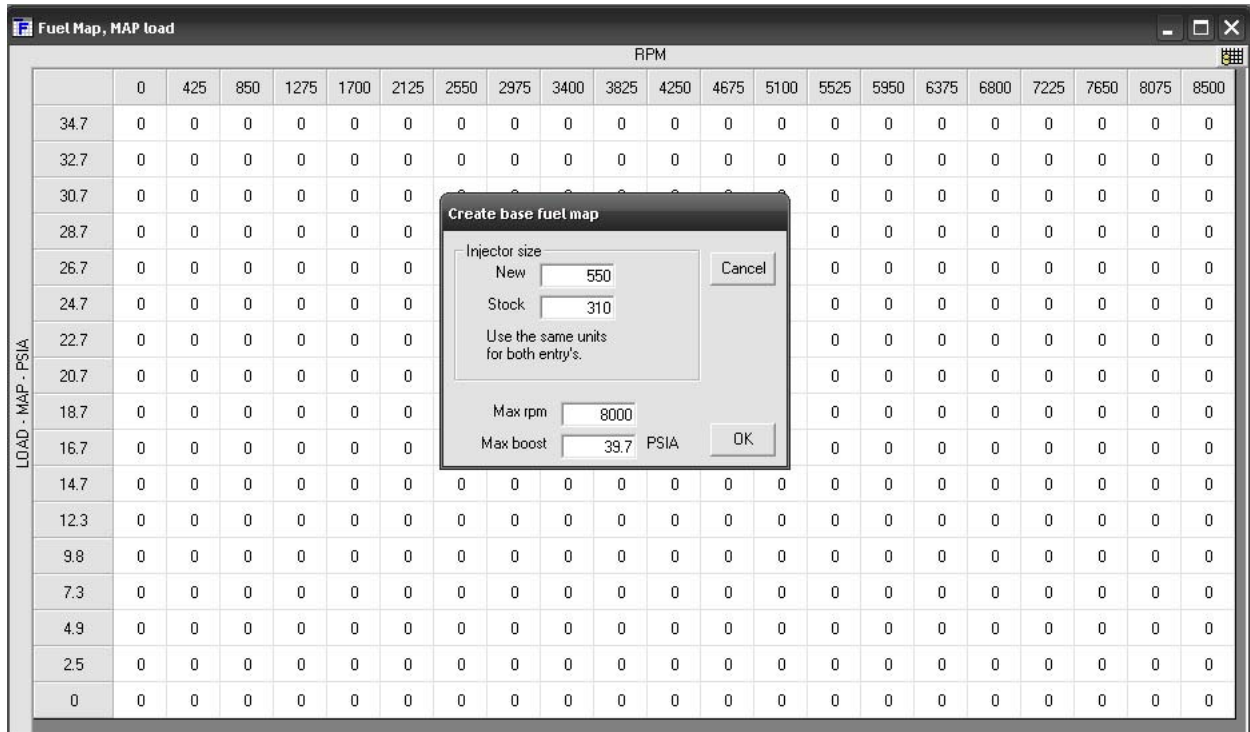 Fuel Map, MAP load
RPM
0 425 850 1275 1700 2125 2550 2975 3400 3825 4250 4675 5100 5525 5950 6375 6800 7225 7650 8075 8500
LOAD - MAP - PSIA
34.7 0 0 0 0 0 0 0 0 0 0 0 0 0 0 0 0 0 0 0 0 0
32.7 0 0 0 0 0 0 0 0 0 0 0 0 0 0 0 0 0 0 0 0 0
30.7 0 0 0 0 0 0 0 0 0 0 0 0 0 0
28.7 0 0 0 0 0 0 0 0 0 0 0 0 0 0
26.7 0 0 0 0 0 0 0 0 0 0 0 0 0 0
24.7 0 0 0 0 0 0 0 0 0 0 0 0 0 0
22.7 0 0 0 0 0 0 0 0 0 0 0 0 0 0
20.7 0 0 0 0 0 0 0 0 0 0 0 0 0 0
18.7 0 0 0 0 0 0 0 0 0 0 0 0 0 0
16.7 0 0 0 0 0 0 0 0 0 0 0 0 0 0
14.7 0 0 0 0 0 0 0 0 0 0 0 0 0 0 0 0 0 0 0 0 0
12.3 0 0 0 0 0 0 0 0 0 0 0 0 0 0 0 0 0 0 0 0 0
9.8 0 0 0 0 0 0 0 0 0 0 0 0 0 0 0 0 0 0 0 0 0
7.3 0 0 0 0 0 0 0 0 0 0 0 0 0 0 0 0 0 0 0 0 0
4.9 0 0 0 0 0 0 0 0 0 0 0 0 0 0 0 0 0 0 0 0 0
2.5 0 0 0 0 0 0 0 0 0 0 0 0 0 0 0 0 0 0 0 0 0
0 0 0 0 0 0 0 0 0 0 0 0 0 0 0 0 0 0 0 0 0 0
Create base fuel map
Injector size
New 550
Cancel
Stock 310
Use the same units
for both entry's.
Max rpm 8000
Max boost 39.7 PSIA
OK